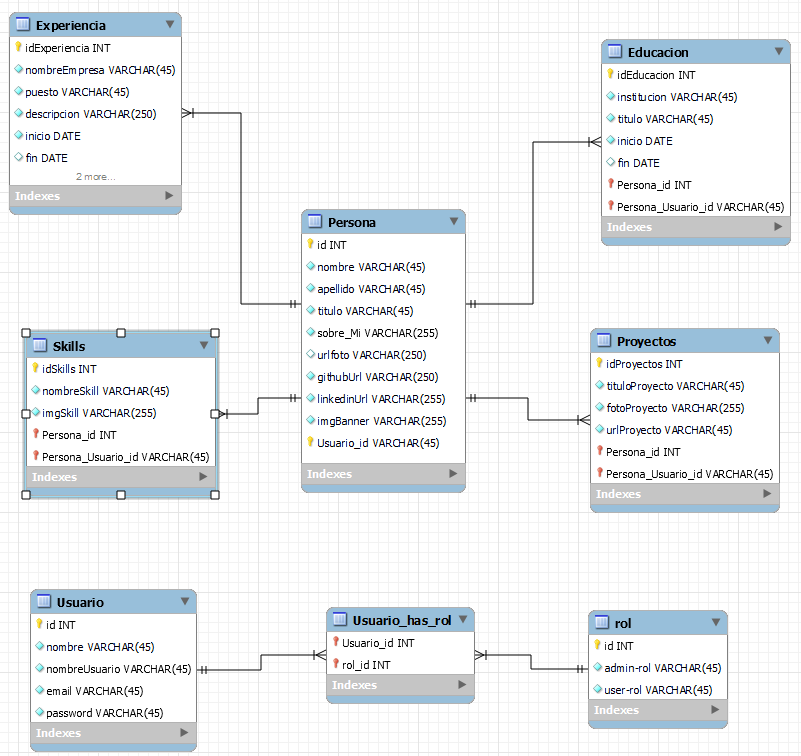 Experiencia
idExperiencia INT
nombreEmpresa VARCHAR(45)
puesto VARCHAR(45)
descripcion VARCHAR(250)
inicio DATE
fin DATE
2 more...
Indexes
Educacion
idEducacion INT
institucion VARCHAR(45)
titulo VARCHAR(45)
inicio DATE
fin DATE
Persona_id INT
Persona_Usuario_id VARCHAR(45)
Indexes
Persona
id INT
nombre VARCHAR(45)
apellido VARCHAR(45)
titulo VARCHAR(45)
sobre_Mi VARCHAR(255)
urlfoto VARCHAR(250)
githubUrl VARCHAR(250)
linkedinUrl VARCHAR(255)
imgBanner VARCHAR(255)
Usuario_id VARCHAR(45)
Indexes
Skills
idSkills INT
nombreSkill VARCHAR(45)
imgSkill VARCHAR(255)
Persona_id INT
Persona_Usuario_id VARCHAR(45)
Indexes
Proyectos
idProyectos INT
tituloProyecto VARCHAR(45)
fotoProyecto VARCHAR(255)
urlProyecto VARCHAR(45)
Persona_id INT
Persona_Usuario_id VARCHAR(45)
Indexes
Usuario
id INT
nombre VARCHAR(45)
nombreUsuario VARCHAR(45)
email VARCHAR(45)
password VARCHAR(45)
Indexes
Usuario_has_rol
Usuario_id INT
rol_id INT
Indexes
rol
id INT
admin-rol VARCHAR(45)
user-rol VARCHAR(45)
Indexes